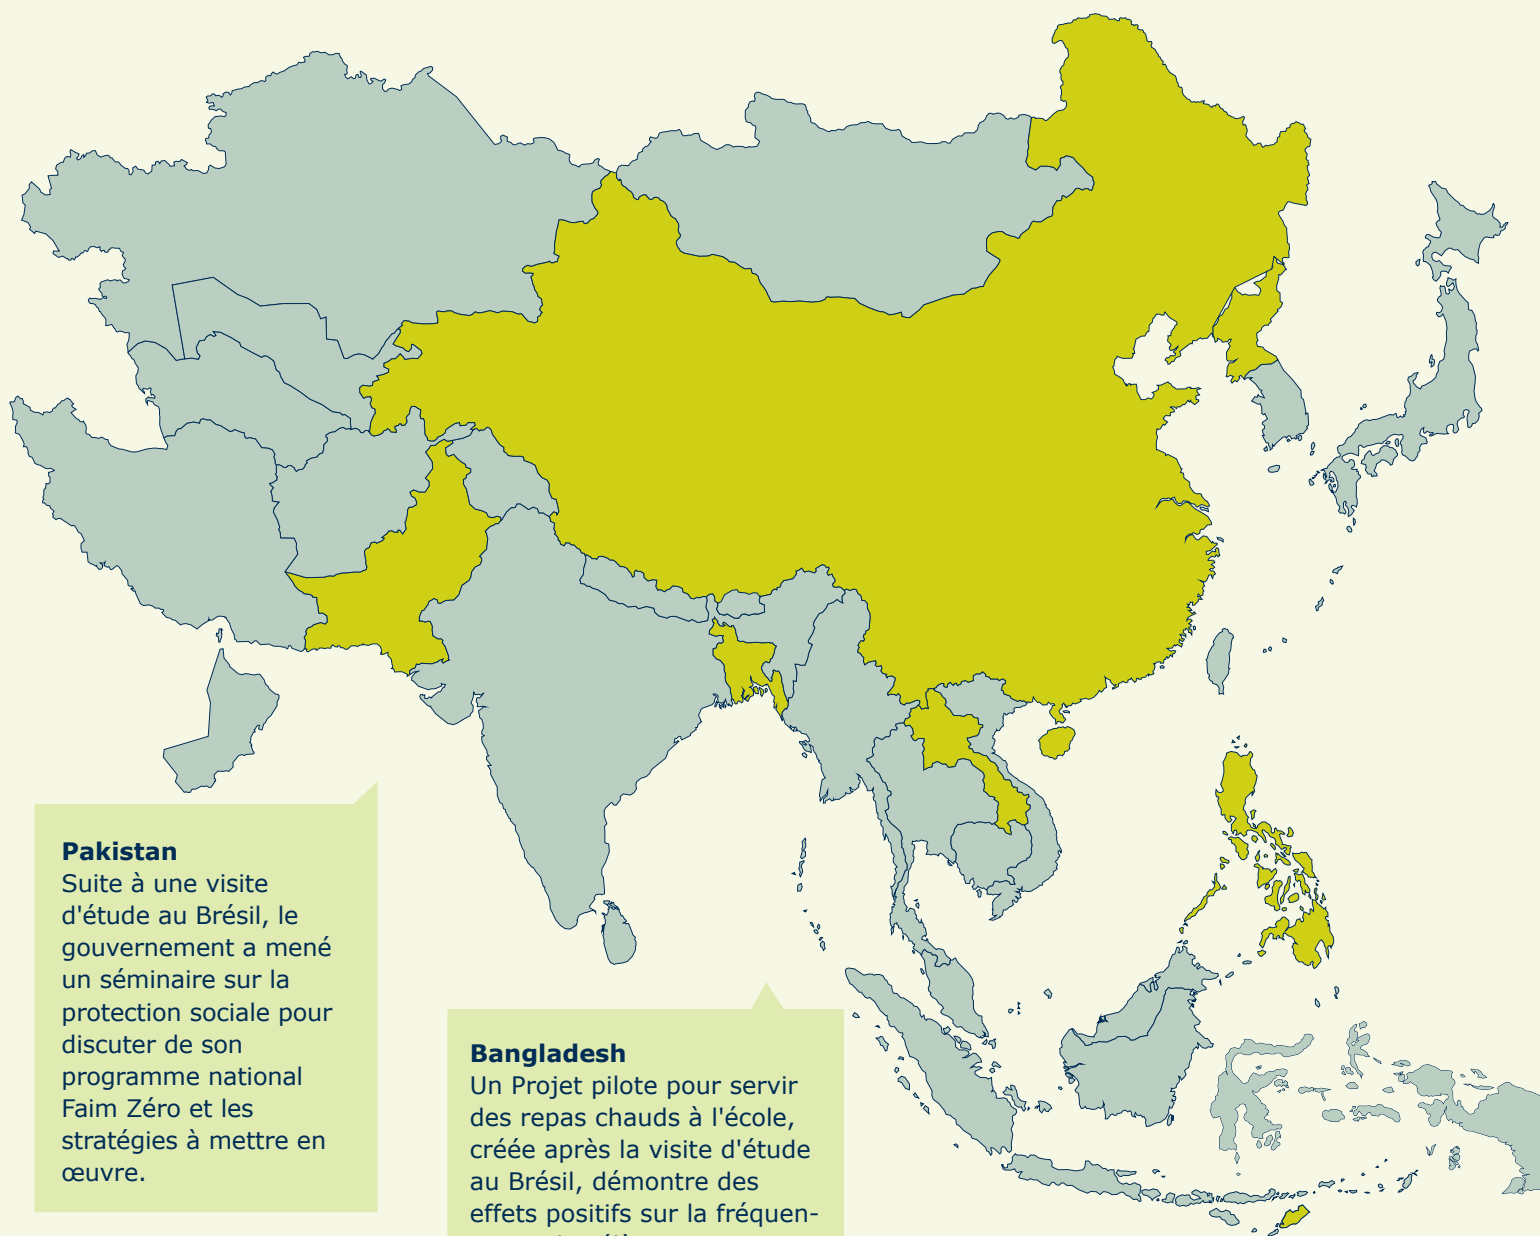 Pakistan
Suite à une visite
d'étude au Brésil, le
gouvernement a mené
un séminaire sur la
protection sociale pour
discuter de son
programme national
Faim Zéro et les
stratégies à mettre en
œuvre.
Bangladesh
Un Projet pilote pour servir
des repas chauds à l'école,
créée après la visite d'étude
au Brésil, démontre des
effets positifs sur la fréquen-